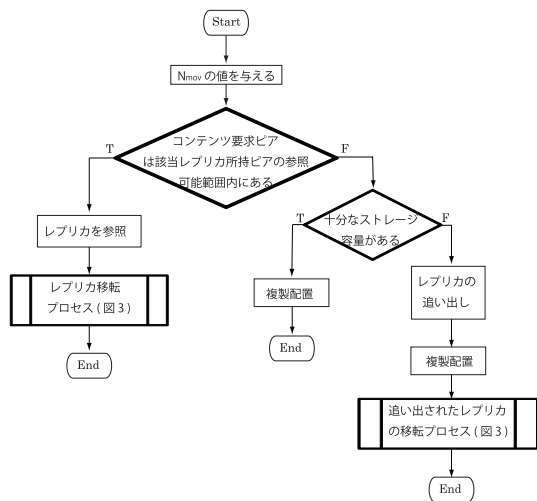 Start
Nmovの値を与える
コンテンツ要求ピア
は該当レプリカ所持ピアの参照
可能範囲内にある
T
F
レプリカを参照
レプリカ移転
プロセス(図3)
End
十分なストレージ
容量がある
T
F
複製配置
End
レプリカの
追い出し
複製配置
追い出されたレプリカ
の移転プロセス(図3)
End